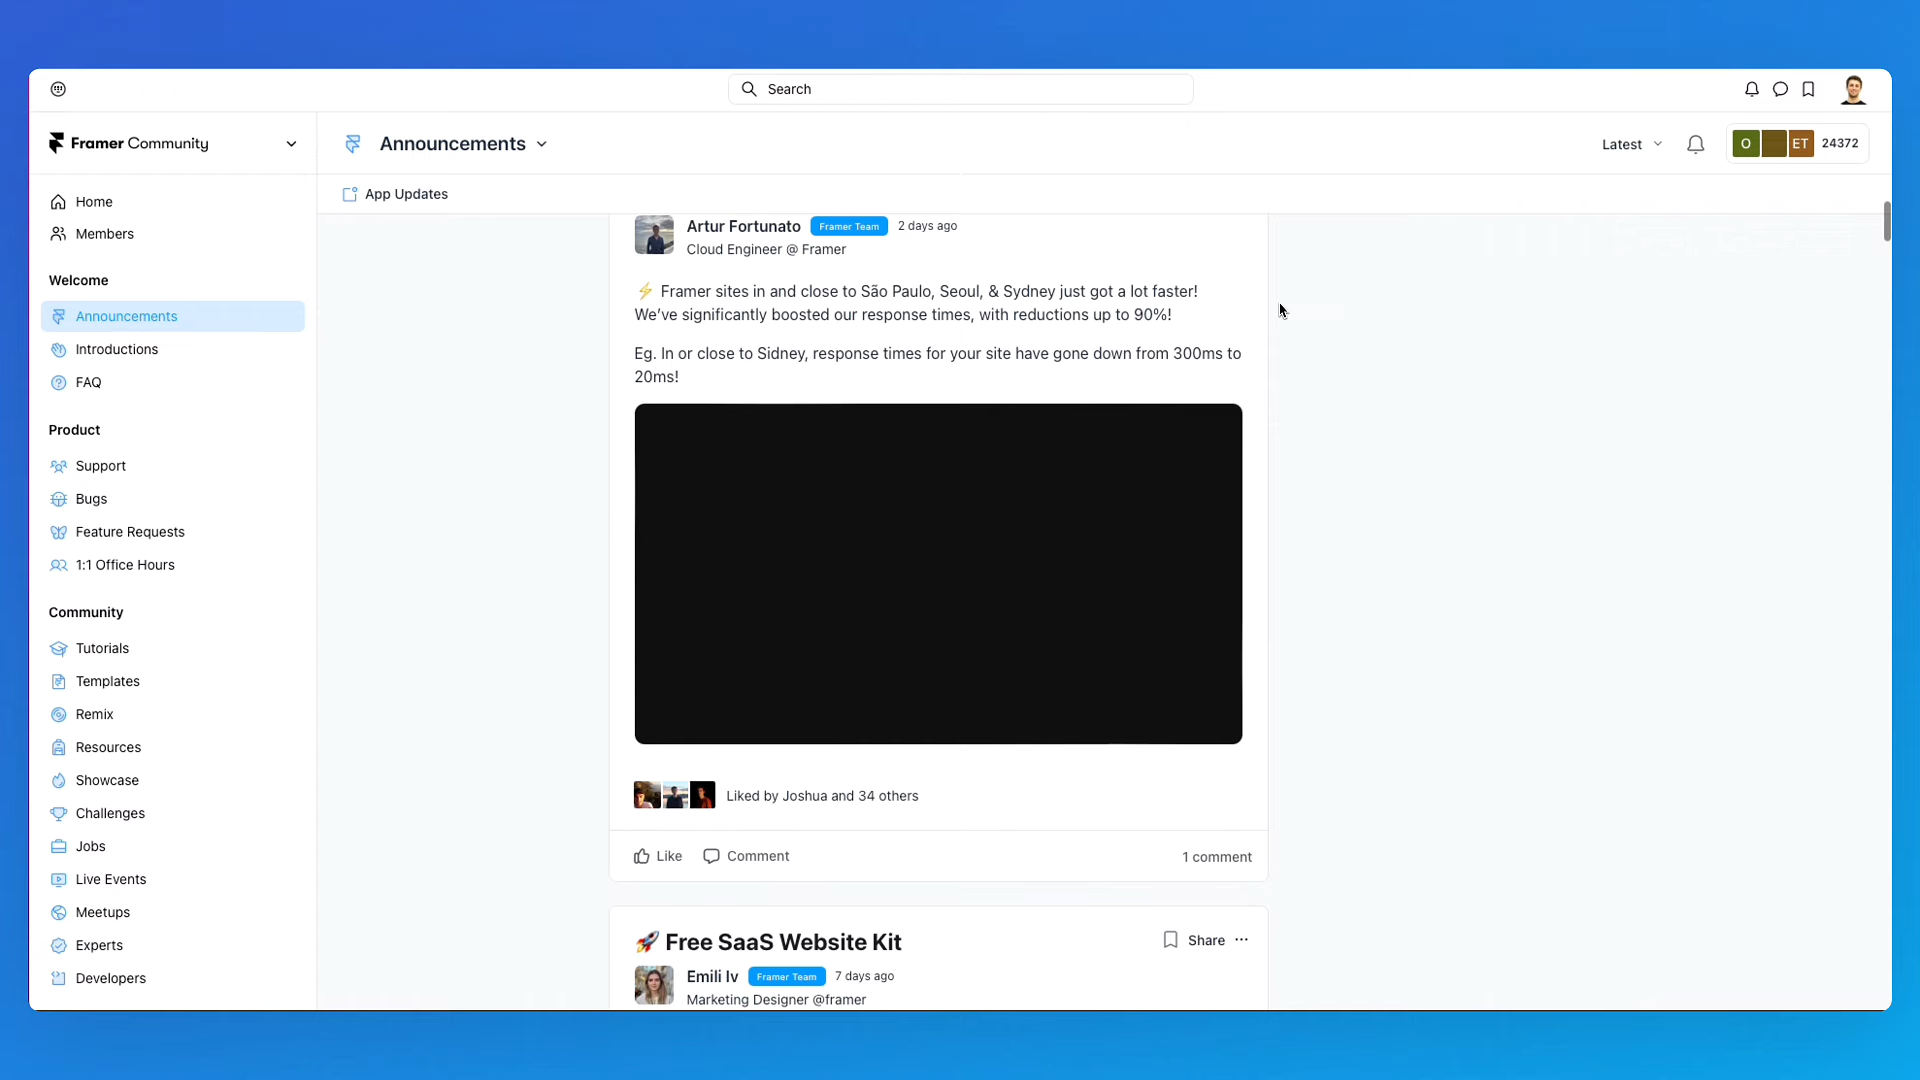 Search
Framer Community
Announcements
Latest
O
ET
24372
App Updates
Home
Members
Welcome
Announcements
Introductions
FAQ
Product
Support
Bugs
Feature Requests
1:1 Office Hours
Community
Tutorials
Templates
Remix
Resources
Showcase
Challenges
Jobs
Live Events
Meetups
Experts
Developers
Artur Fortunato Framer Team 2 days ago
Cloud Engineer @ Framer
⚡ Framer sites in and close to São Paulo, Seoul, & Sydney just got a lot faster!
We’ve significantly boosted our response times, with reductions up to 90%!
Eg. In or close to Sidney, response times for your site have gone down from 300ms to
20ms!
Liked by Joshua and 34 others
Like Comment 1 comment
🚀 Free SaaS Website Kit
Share
Emili Iv Framer Team 7 days ago
Marketing Designer @framer